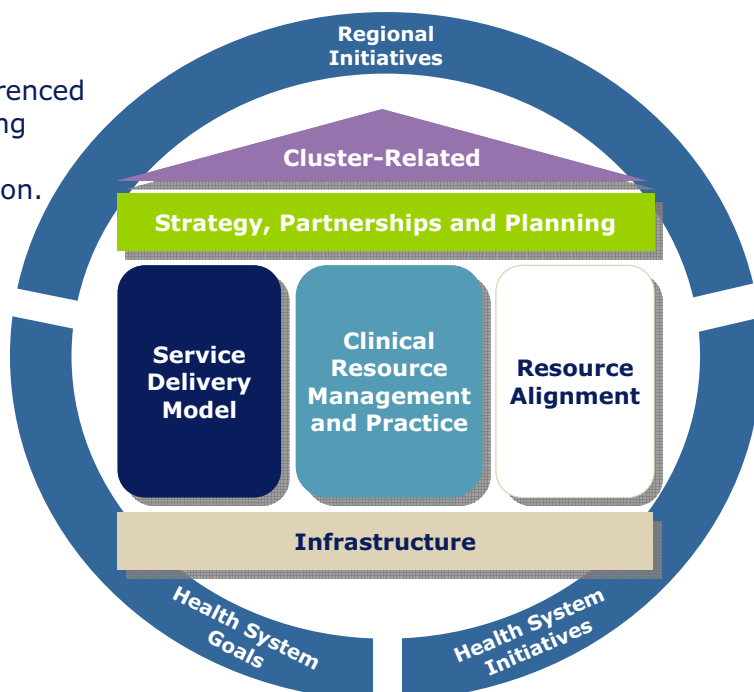 Regional
Initiatives
renced
ng
on.
Cluster-Related
Strategy, Partnerships and Planning
Service
Delivery
Model
Clinical
Resource
Management
and Practice
Resource
Alignment
Infrastructure
Health System
Goals
Health System
Initiatives